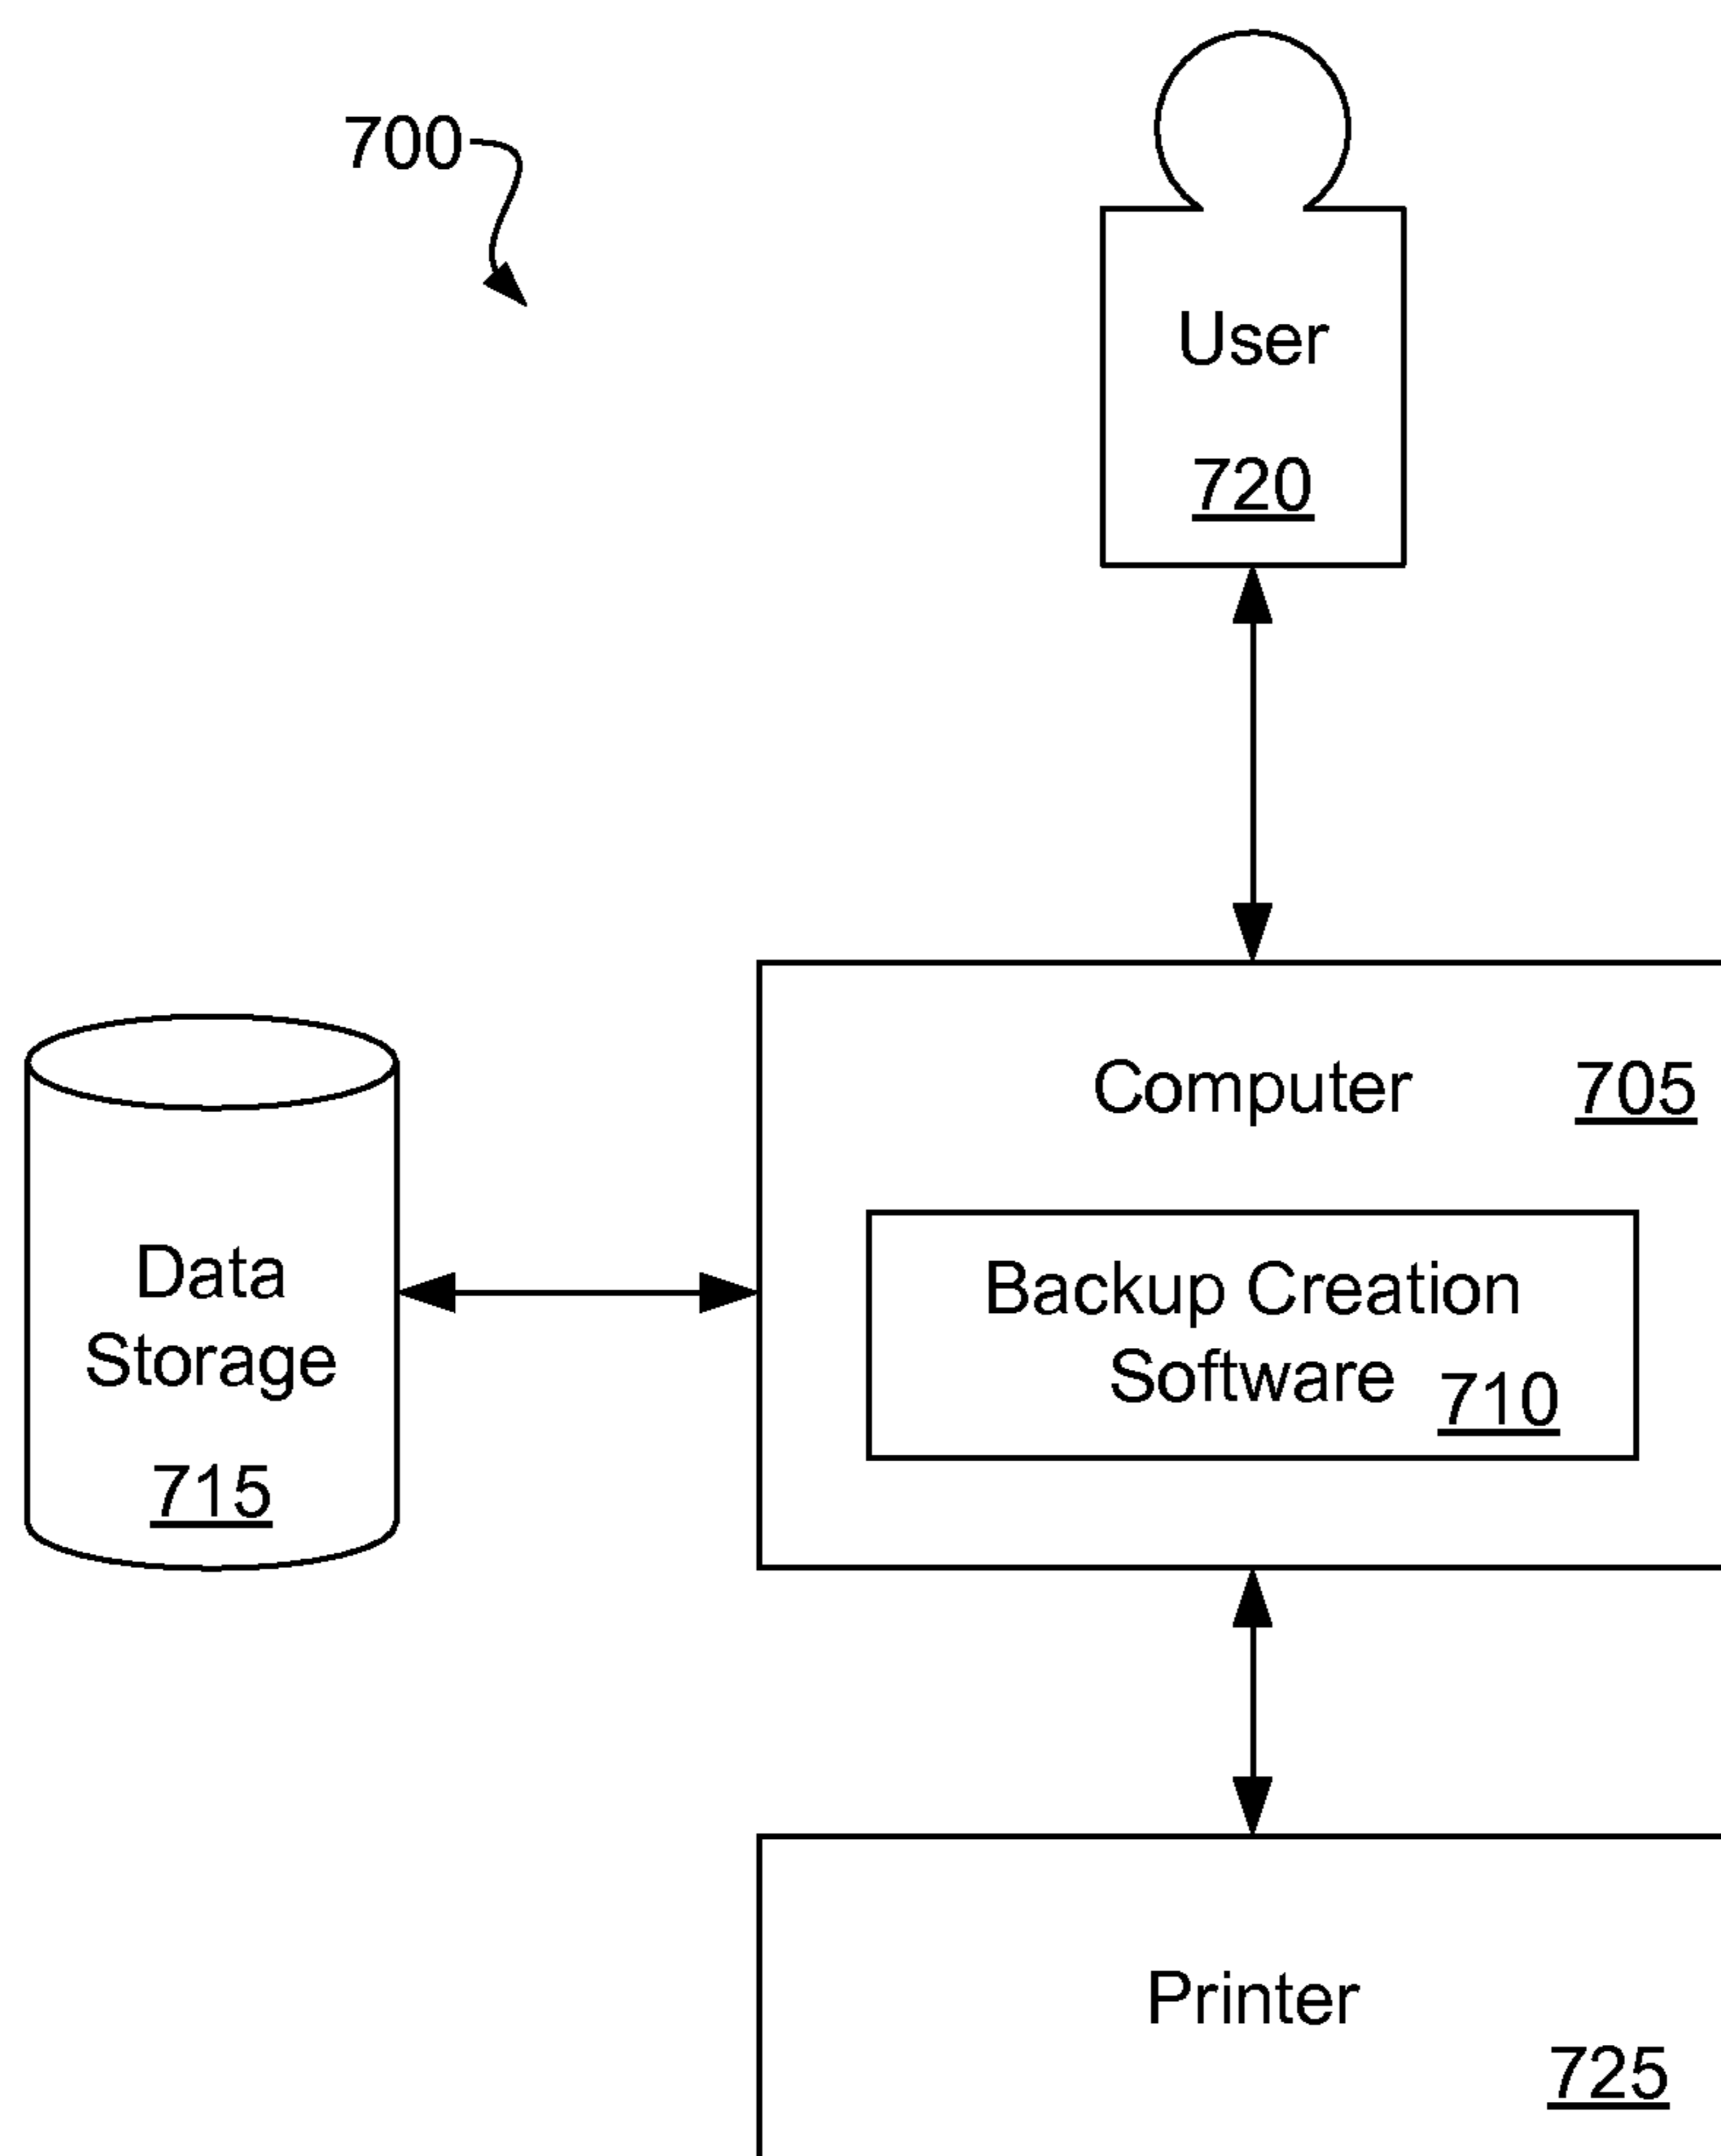 700
User
720
Computer 705
Backup Creation
Software 710
Data
Storage
715
Printer
725